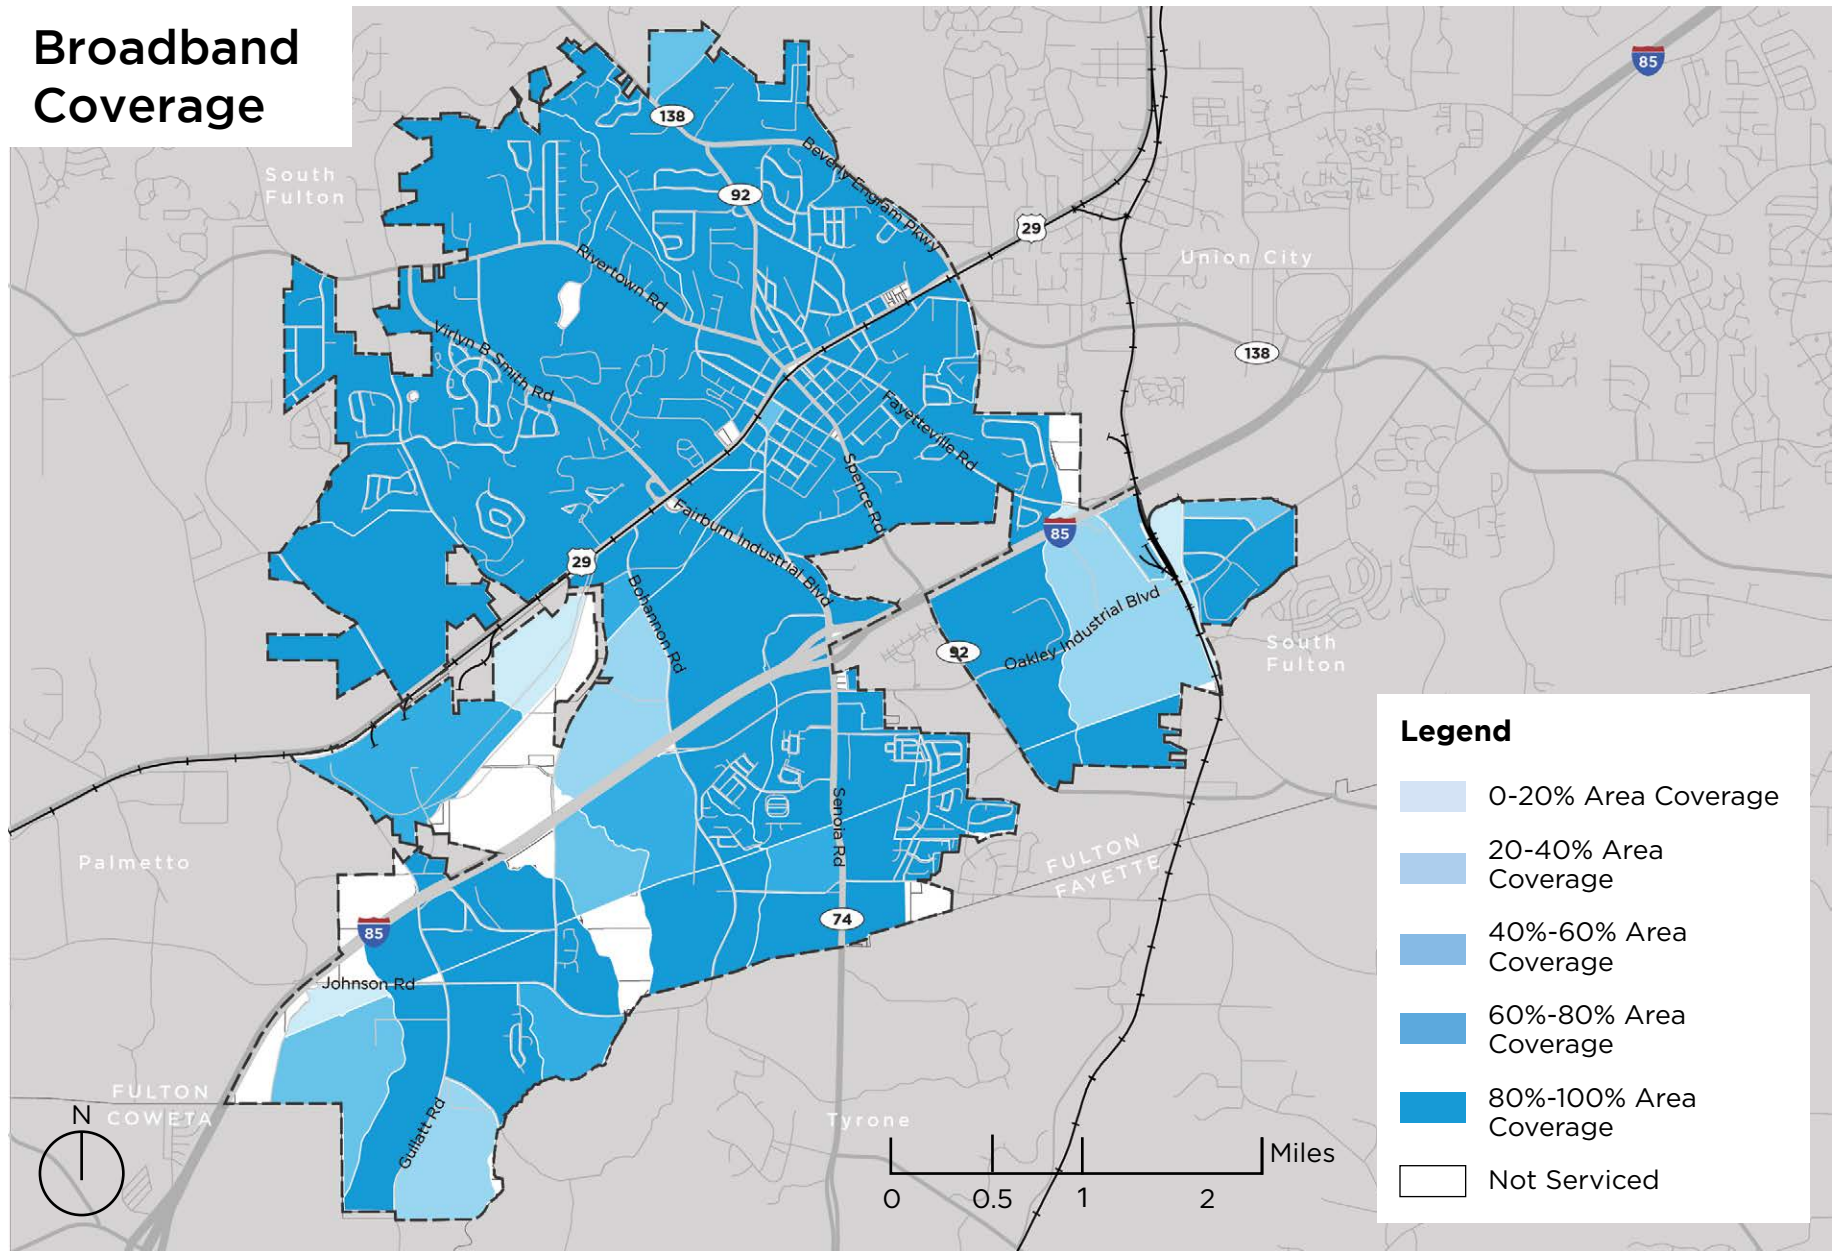 Broadband
Coverage
85
138
South
Fulton
92
Beverly Engram Pkwy
29
Union City
Rivertown Rd
138
Virlyn B Smith Rd
Fayetteville Rd
Spence Rd
85
Fairburn Industrial Blvd
29
Bohannon Rd
Oakley Industrial Blvd
92
South
Fulton
Senoia Rd
Palmetto
FULTON
FAYETTE
74
85
Johnson Rd
FULTON
COWETA
Gullatt Rd
Tyrone
N
Miles
0 0.5 1 2
Legend
0-20% Area Coverage
20-40% Area
Coverage
40%-60% Area
Coverage
60%-80% Area
Coverage
80%-100% Area
Coverage
Not Serviced